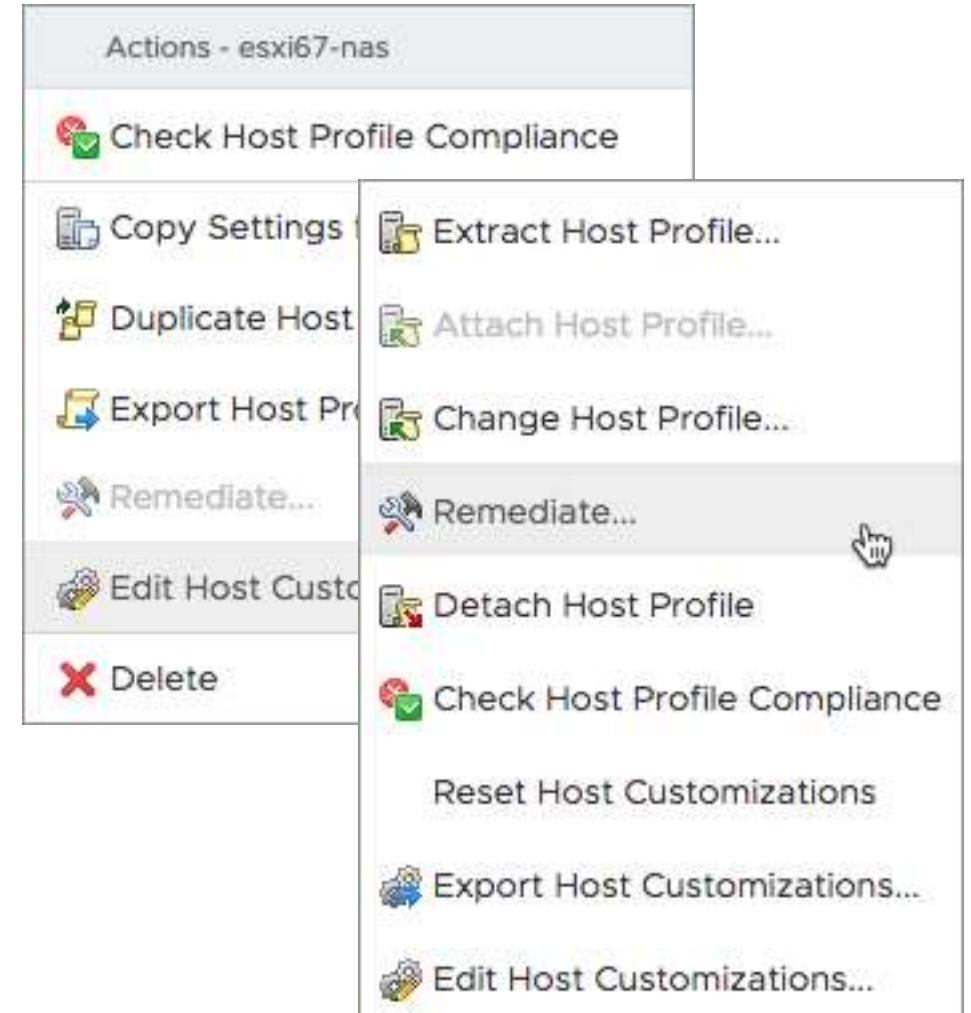 Actions - esxi67-nas
Check Host Profile Compliance
Copy Settings
Duplicate Host
Export Host
Remediate...
Edit Host
Delete
Extract Host Profile...
Attach Host Profile...
Change Host Profile...
Remediate...
Detach Host Profile
Check Host Profile Compliance
Reset Host Customizations
Export Host Customizations...
Edit Host Customizations...